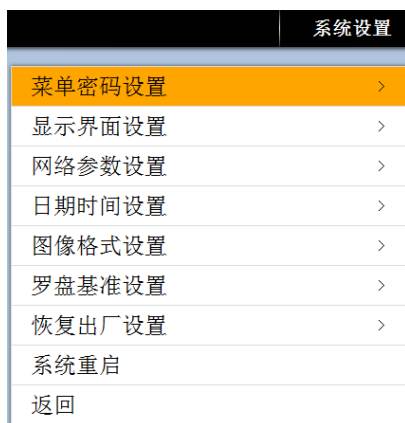 系统设置
菜单密码设置
显示界面设置
网络参数设置
日期时间设置
图像格式设置
罗盘基准设置
恢复出厂设置
系统重启
返回